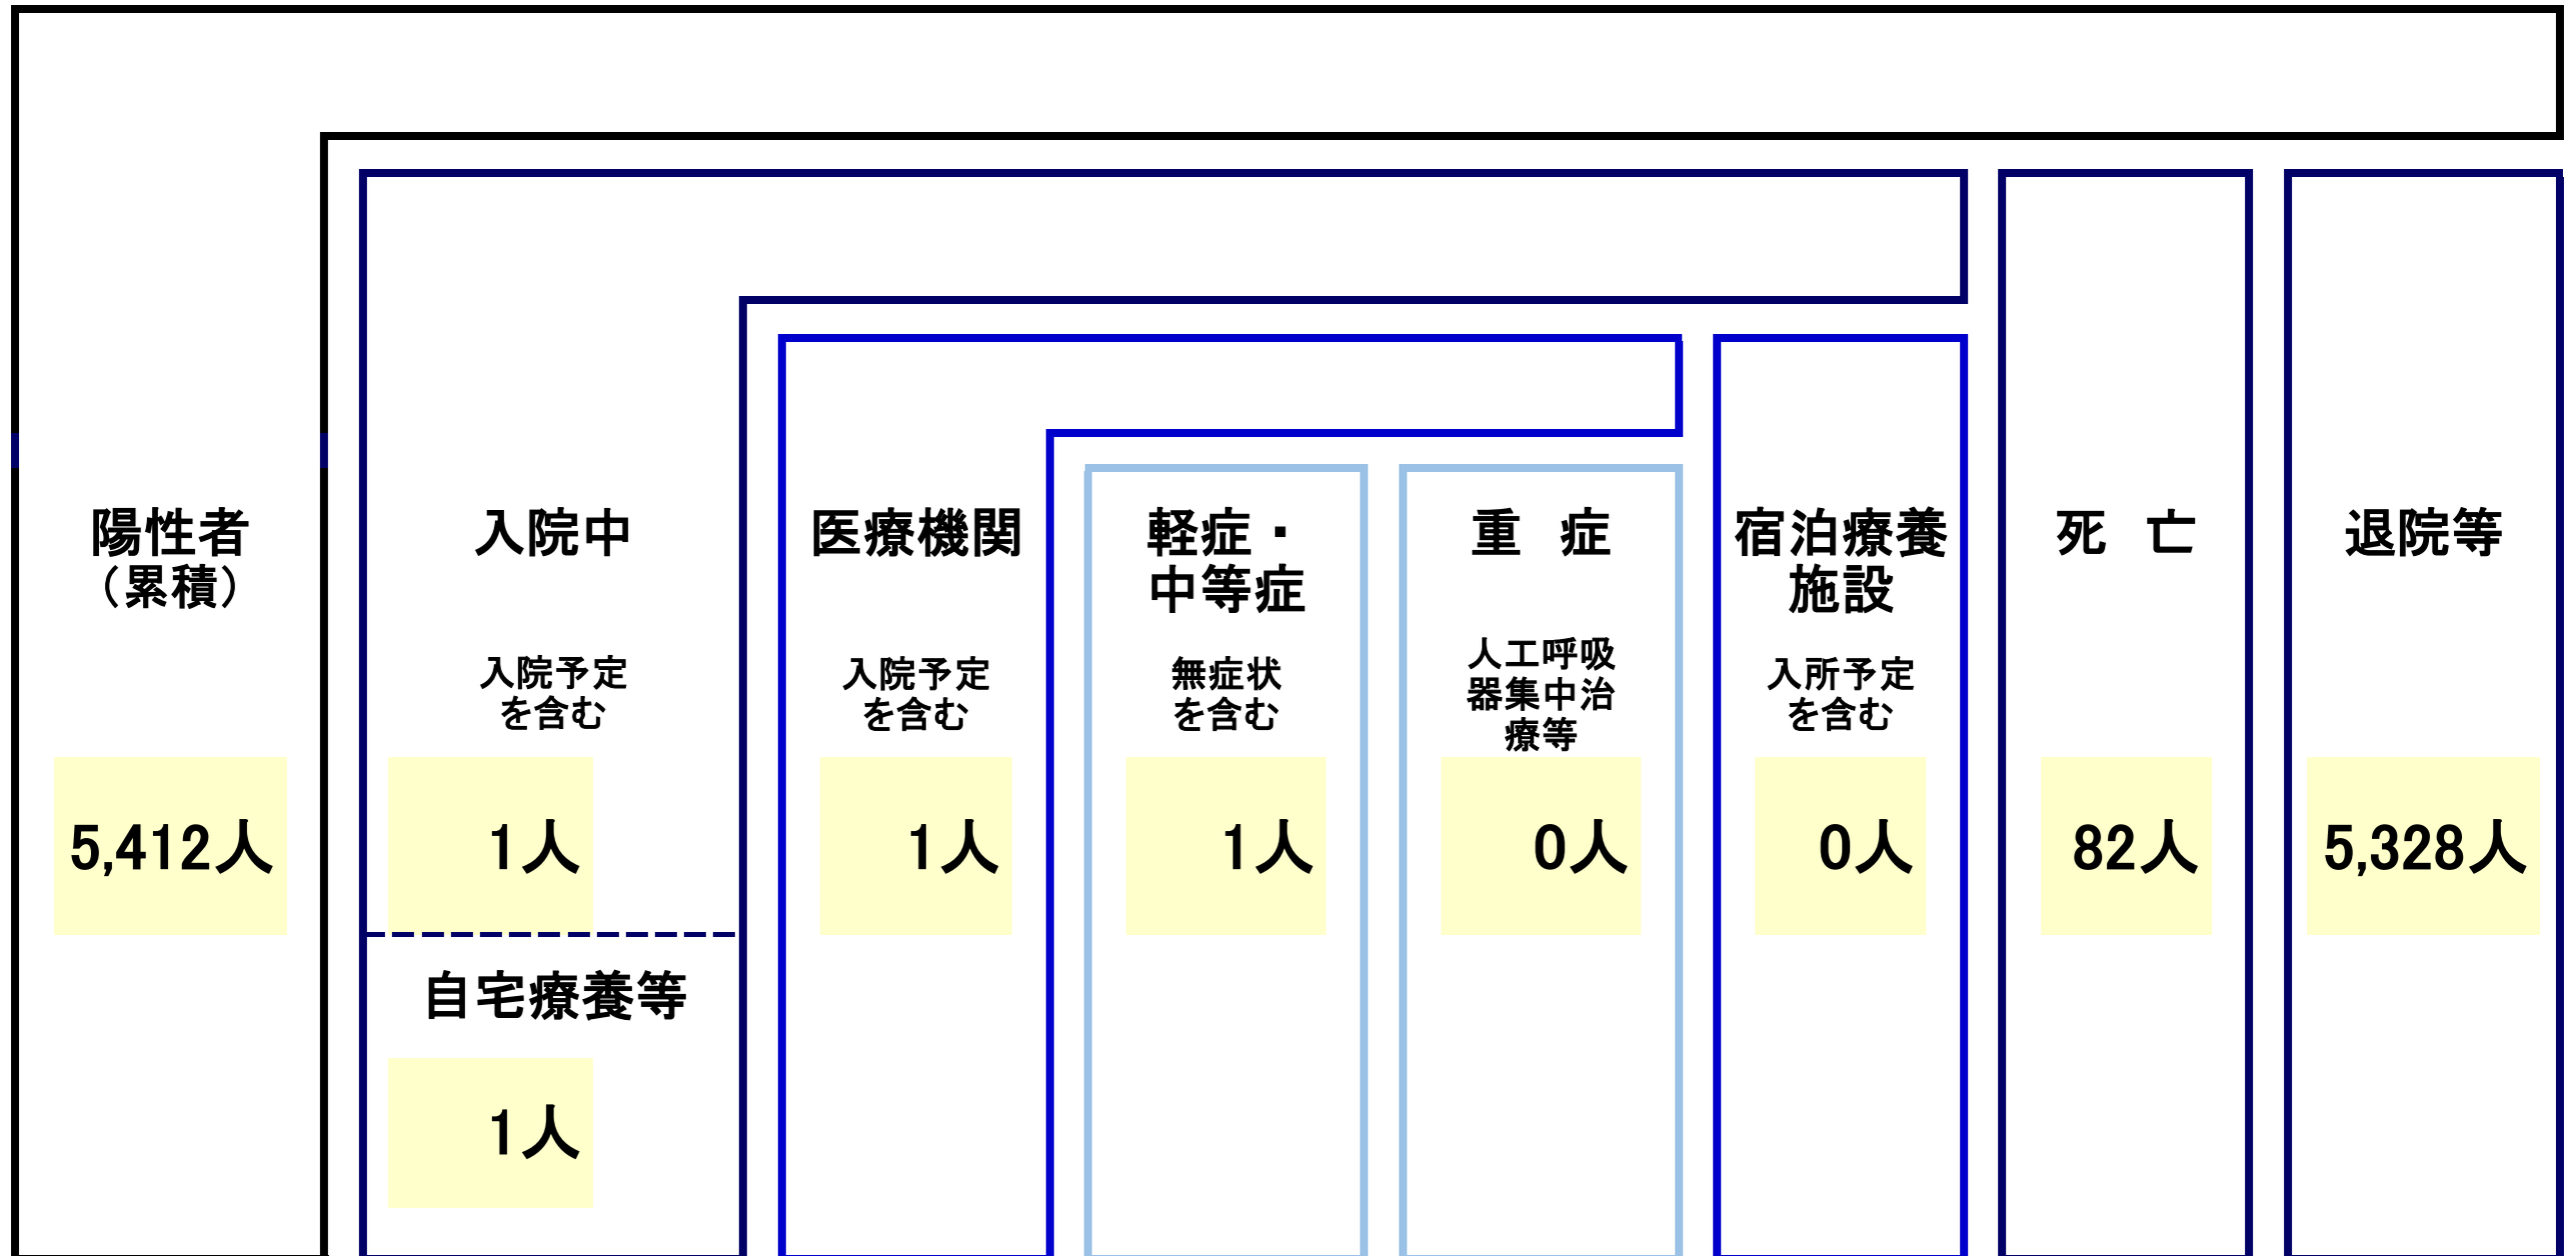 陽性者
（累積）
5,412人
入院中
入院予定
を含む
1人
自宅療養等
1人
医療機関
入院予定
を含む
1人
軽症・
中等症
無症状
を含む
1人
重　症
人工呼吸
器集中治
療等
0人
宿泊療養
施設
入所予定
を含む
0人
死　亡
82人
退院等
5,328人